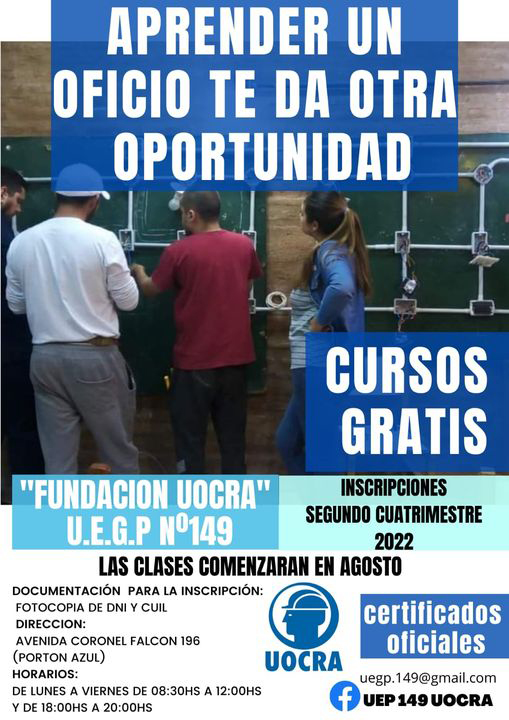 APRENDER UN
OFICIO TE DA OTRA
OPORTUNIDAD
CURSOS
GRATIS
"FUNDACION UOCRA"
U.E.G.P Nº149
INSCRIPCIONES
SEGUNDO CUATRIMESTRE
2022
LAS CLASES COMENZARAN EN AGOSTO
DOCUMENTACIÓN PARA LA INSCRIPCIÓN:
FOTOCOPIA DE DNI Y CUIL
DIRECCION:
AVENIDA CORONEL FALCON 196
(PORTON AZUL)
HORARIOS:
DE LUNES A VIERNES DE 08:30HS A 12:00HS
Y DE 18:00HS A 20:00HS
UOCRA
certificados
oficiales
uegp.149@gmail.com
f UEP 149 UOCRA